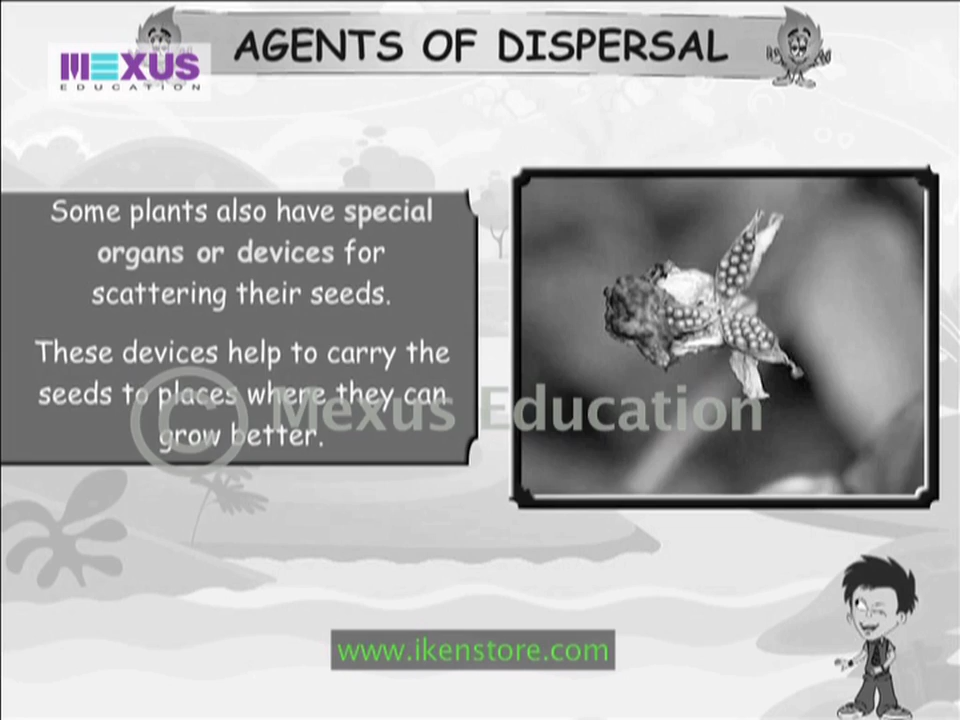 AGENTS OF DISPERSAL
MEXUS
EDUCATION
Some plants also have special
organs or devices for
scattering their seeds.
These devices help to carry the
seeds to places where they can
grow better.
© Mexus Education
www.ikenstore.com